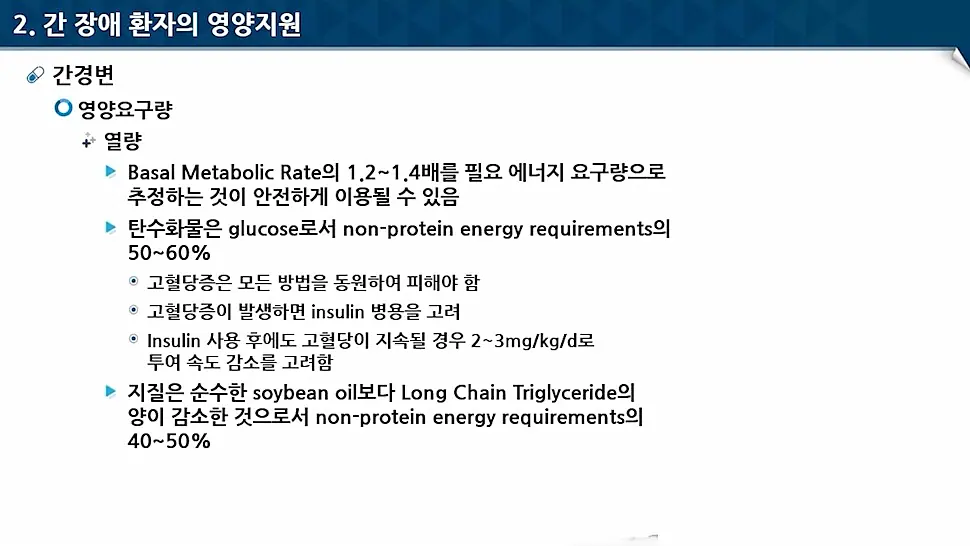 2. 간 장애 환자의 영양지원
간경변
영양요구량
열량
Basal Metabolic Rate의 1.2~1.4배를 필요 에너지 요구량으로
추정하는 것이 안전하게 이용될 수 있음
탄수화물은 glucose로서 non-protein energy requirements의
50~60%
고혈당증은 모든 방법을 동원하여 피해야 함
고혈당증이 발생하면 insulin 병용을 고려
Insulin 사용 후에도 고혈당이 지속될 경우 2~3mg/kg/d로
투여 속도 감소를 고려함
지질은 순수한 soybean oil보다 Long Chain Triglyceride의
양이 감소한 것으로서 non-protein energy requirements의
40~50%